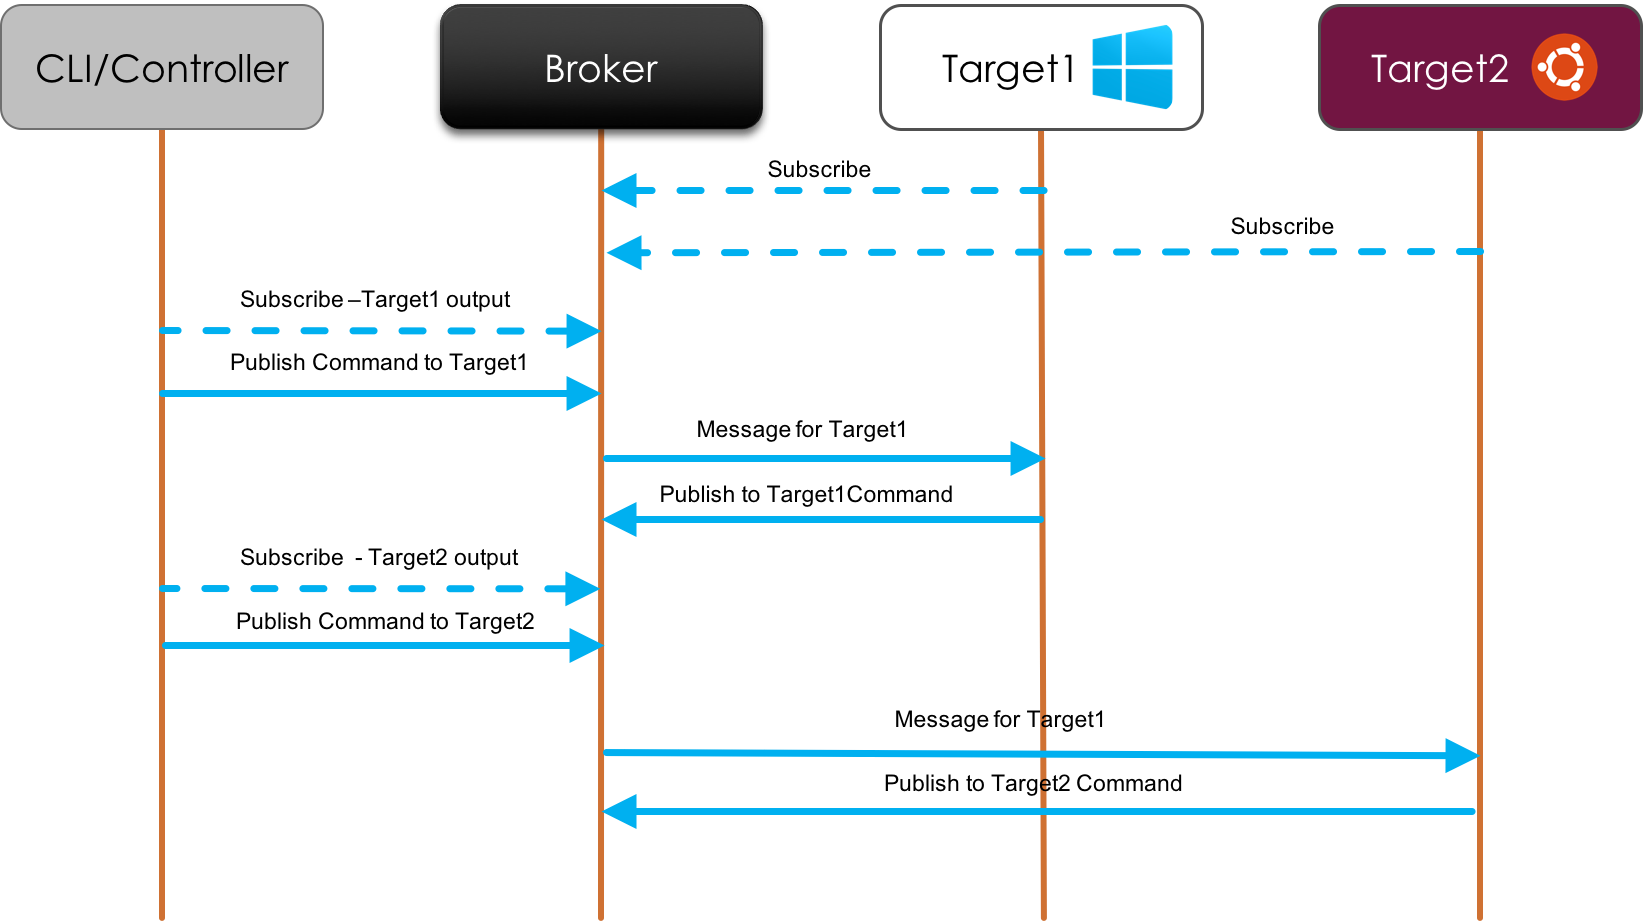 CLI/Controller
Broker
Target1
Target2
Subscribe
Subscribe
Subscribe –Target1 output
Publish Command to Target1
Message for Target1
Publish to Target1Command
Subscribe - Target2 output
Publish Command to Target2
Message for Target1
Publish to Target2 Command